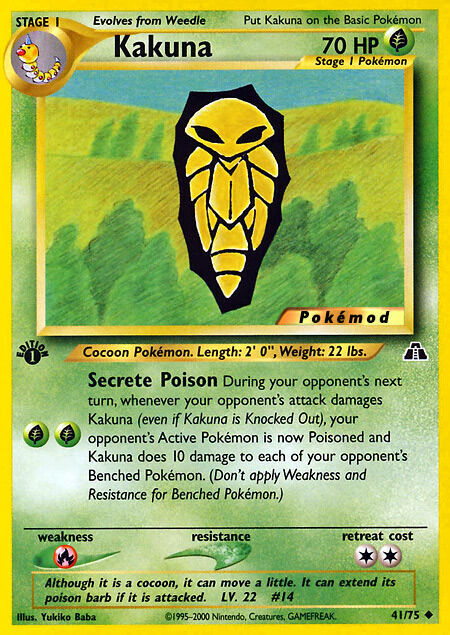 STAGE 1 Evolves from Weedle Put Kakuna on the Basic Pokémon
Kakuna 70 HP
Stage 1 Pokémon
Pokémod
EDITION
1
Cocoon Pokémon. Length: 2' 0", Weight: 22 lbs.
Secrete Poison During your opponent's next
turn, whenever your opponent's attack damages
Kakuna (even if Kakuna is Knocked Out), your
opponent's Active Pokémon is now Poisoned and
Kakuna does 10 damage to each of your opponent's
Benched Pokémon. (Don't apply Weakness and
Resistance for Benched Pokémon.)
weakness resistance retreat cost
Although it is a cocoon, it can move a little. It can extend its
poison barb if it is attacked. LV. 22 #14
Illus. Yukiko Baba ©1995-2000 Nintendo, Creatures, GAMEFREAK. 41/75